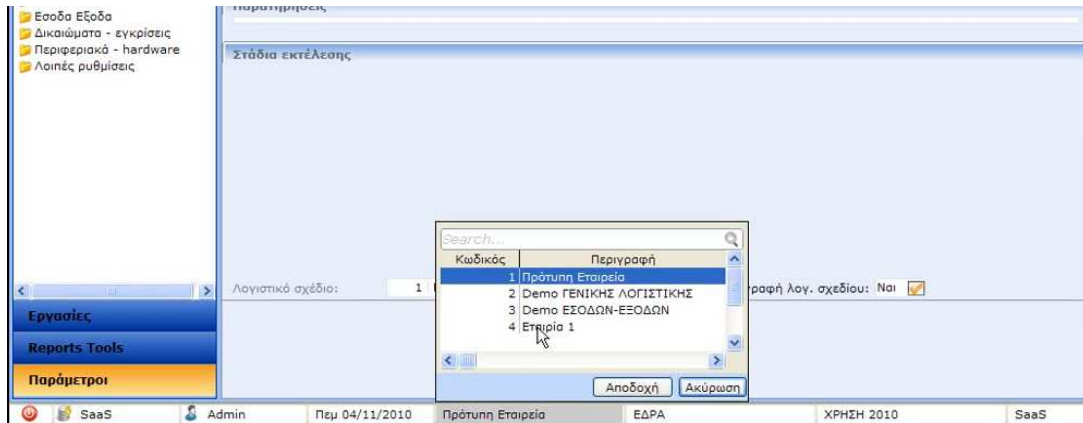 Παρατηρήσεις
Εσοδα Εξοδα
Δικαιώματα - εγκρίσεις
Περιφεριακά - hardware
Λοιπές ρυθμίσεις
Στάδια εκτέλεσης
Search...
Κωδικός Περιγραφή
1 Πρότυπη Εταιρεία
2 Demo ΓΕΝΙΚΗΣ ΛΟΓΙΣΤΙΚΗΣ
3 Demo ΕΣΟΔΩΝ-ΕΞΟΔΩΝ
4 Εταιρία 1
Αποδοχή Ακύρωση
Λογιστικό σχέδιο: 1 ραφή λογ. σχεδίου: Ναι
Εργασίες
Reports Tools
Παράμετροι
SaaS Admin Πεμ 04/11/2010 Πρότυπη Εταιρεία ΕΔΡΑ ΧΡΗΣΗ 2010 SaaS